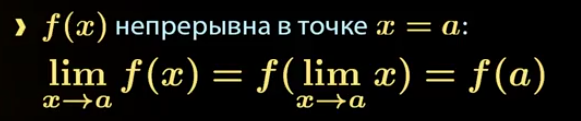 ❩ f(x) непрерывна в точке x = a:
lim f(x) = f(lim x) = f(a)
x→a x→a